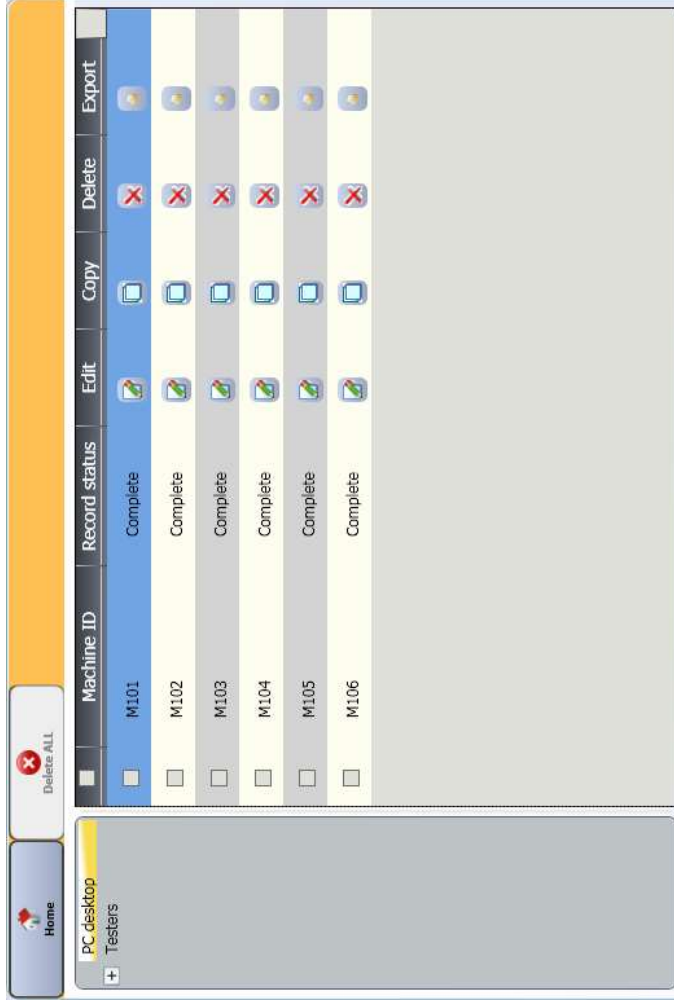 Home
Delete ALL
PC desktop
Testers
Machine ID Record status Edit Copy Delete Export
M101 Complete
M102 Complete
M103 Complete
M104 Complete
M105 Complete
M106 Complete